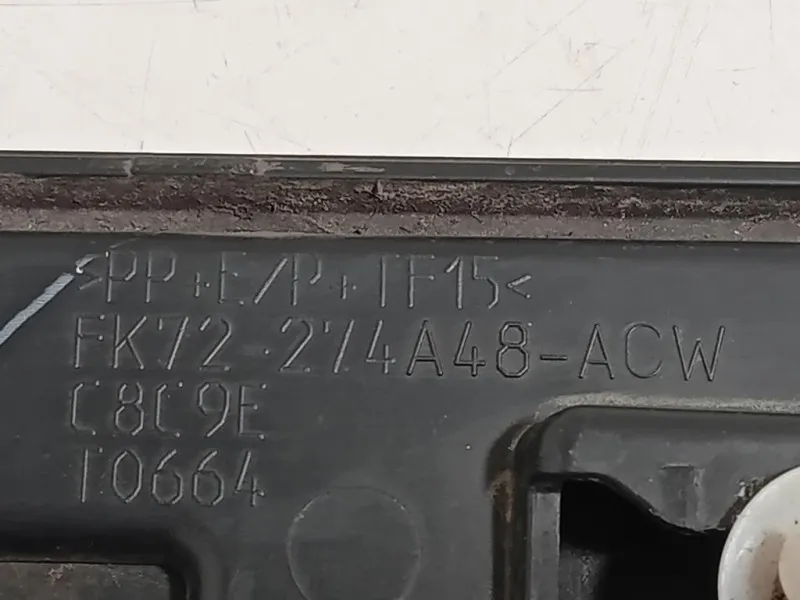 >PP+E/P+TF15<
FK72-274A48-ACW
C8C9E
T0664